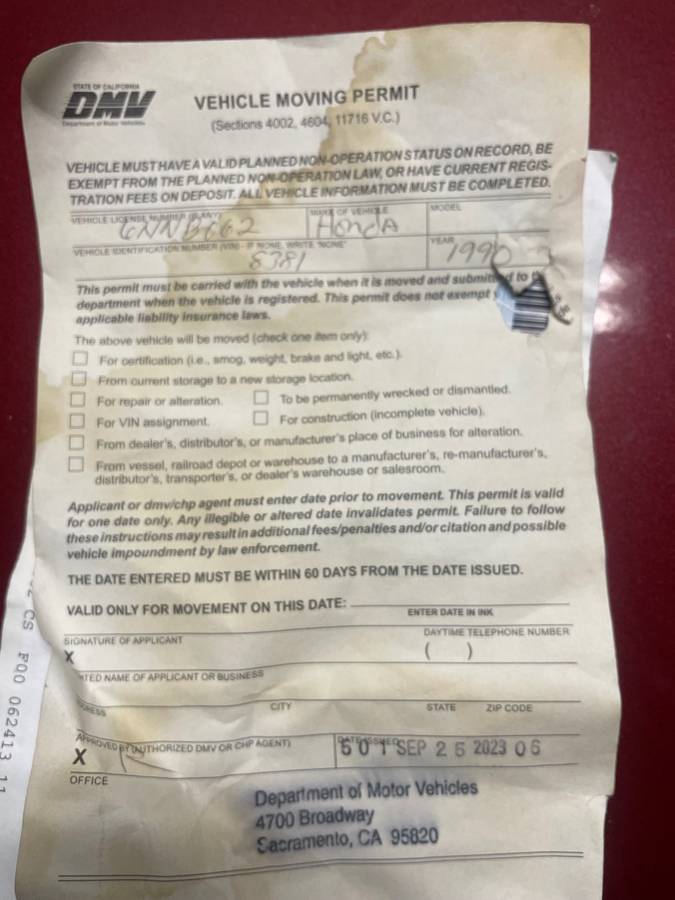 STATE OF CALIFORNIA
DMV
Department of Motor Vehicles
VEHICLE MOVING PERMIT
(Sections 4002, 4604, 11716 V.C.)
VEHICLE MUST HAVE A VALID PLANNED NON-OPERATION STATUS ON RECORD, BE
EXEMPT FROM THE PLANNED NON-OPERATION LAW, OR HAVE CURRENT REGIS-
TRATION FEES ON DEPOSIT. ALL VEHICLE INFORMATION MUST BE COMPLETED.
VEHICLE LICENSE NUMBER (PLATE) MAKE OF VEHICLE MODEL
Honda
VEHICLE IDENTIFICATION NUMBER (VIN) - IF NONE, WRITE 'NONE' YEAR
8381 1990
This permit must be carried with the vehicle when it is moved and submitted to
department when the vehicle is registered. This permit does not exempt
applicable liability insurance laws.
The above vehicle will be moved (check one item only):
For certification (i.e., smog, weight, brake and light, etc.).
From current storage to a new storage location.
For repair or alteration. To be permanently wrecked or dismantled.
For VIN assignment. For construction (incomplete vehicle).
From dealer's, distributor's, or manufacturer's place of business for alteration.
From vessel, railroad depot or warehouse to a manufacturer's, re-manufacturer's,
distributor's, transporter's, or dealer's warehouse or salesroom.
Applicant or dmv/chp agent must enter date prior to movement. This permit is valid
for one date only. Any illegible or altered date invalidates permit. Failure to follow
these instructions may result in additional fees/penalties and/or citation and possible
vehicle impoundment by law enforcement.
THE DATE ENTERED MUST BE WITHIN 60 DAYS FROM THE DATE ISSUED.
VALID ONLY FOR MOVEMENT ON THIS DATE:
ENTER DATE IN INK
SIGNATURE OF APPLICANT DAYTIME TELEPHONE NUMBER
X ( )
TED NAME OF APPLICANT OR BUSINESS
DRESS CITY STATE ZIP CODE
APPROVED BY (AUTHORIZED DMV OR CHP AGENT) DATE ISSUED
X 601 SEP 25 2023 06
OFFICE
Department of Motor Vehicles
4700 Broadway
Sacramento, CA 95820
CS F00 062413 11